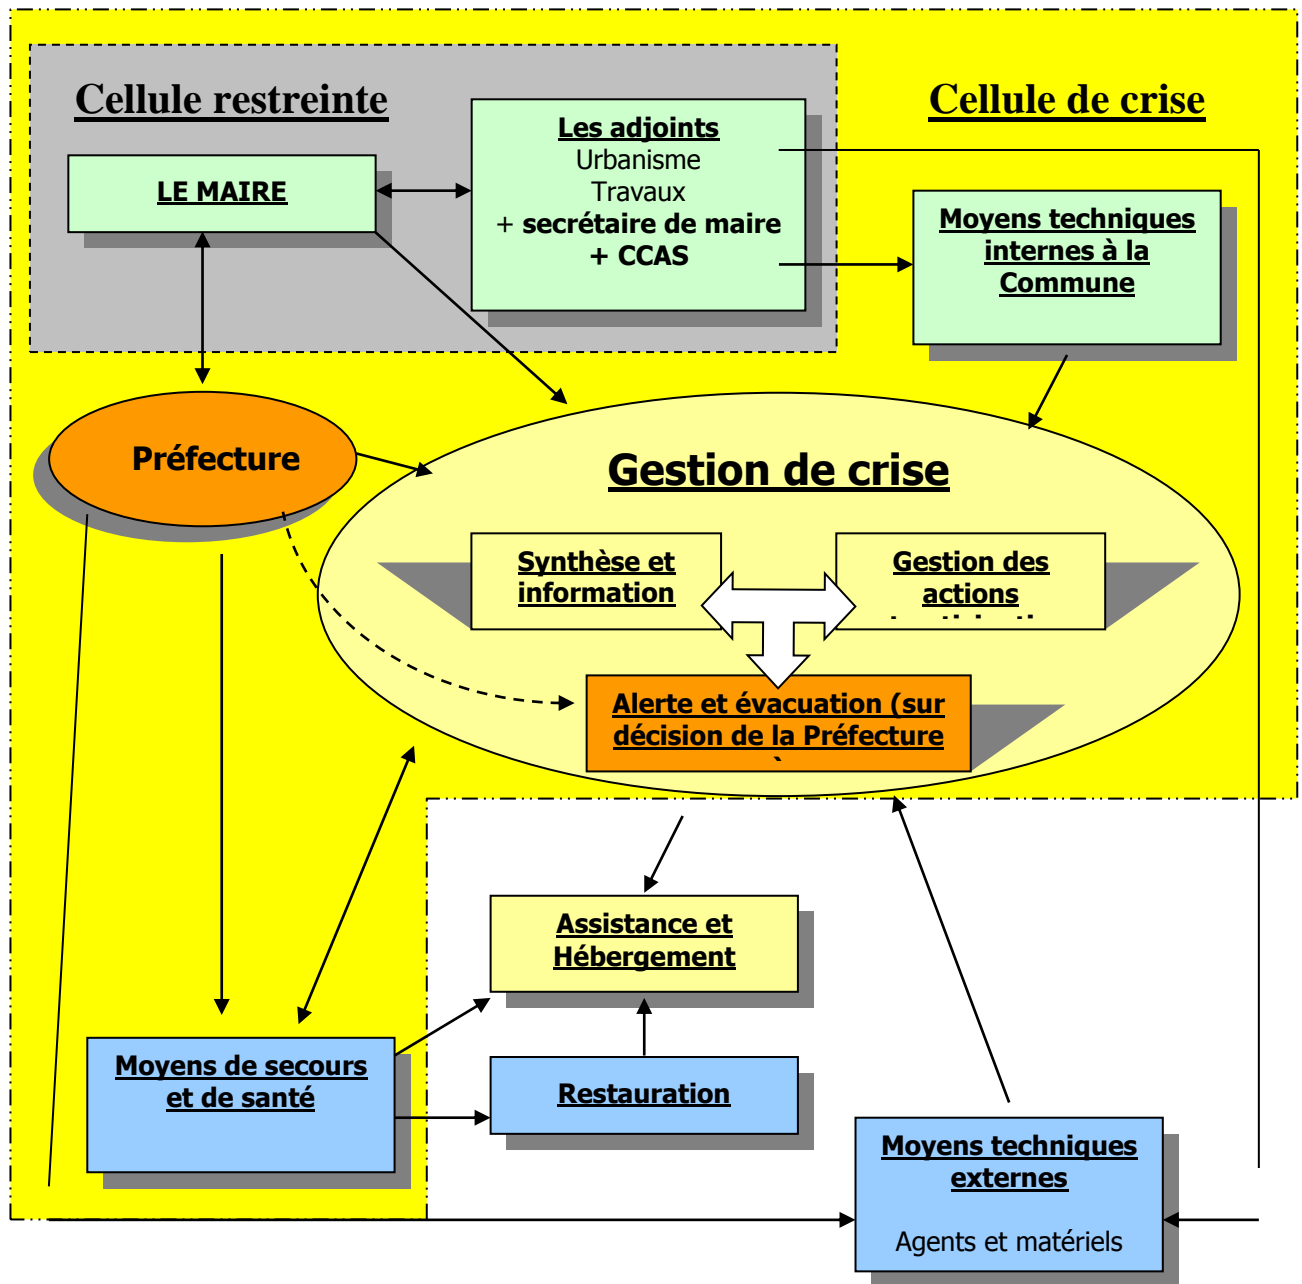 Cellule restreinte
Cellule de crise
LE MAIRE
Les adjoints
Urbanisme
Travaux
+ secrétaire de maire
+ CCAS
Moyens techniques
internes à la
Commune
Préfecture
Gestion de crise
Synthèse et
information
Gestion des
actions
Alerte et évacuation (sur
décision de la Préfecture
Assistance et
Hébergement
Moyens de secours
et de santé
Restauration
Moyens techniques
externes
Agents et matériels